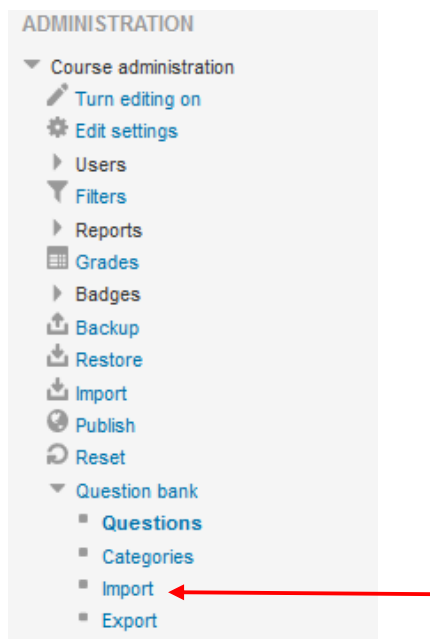 ADMINISTRATION
Course administration
Turn editing on
Edit settings
Users
Filters
Reports
Grades
Badges
Backup
Restore
Import
Publish
Reset
Question bank
Questions
Categories
Import
Export